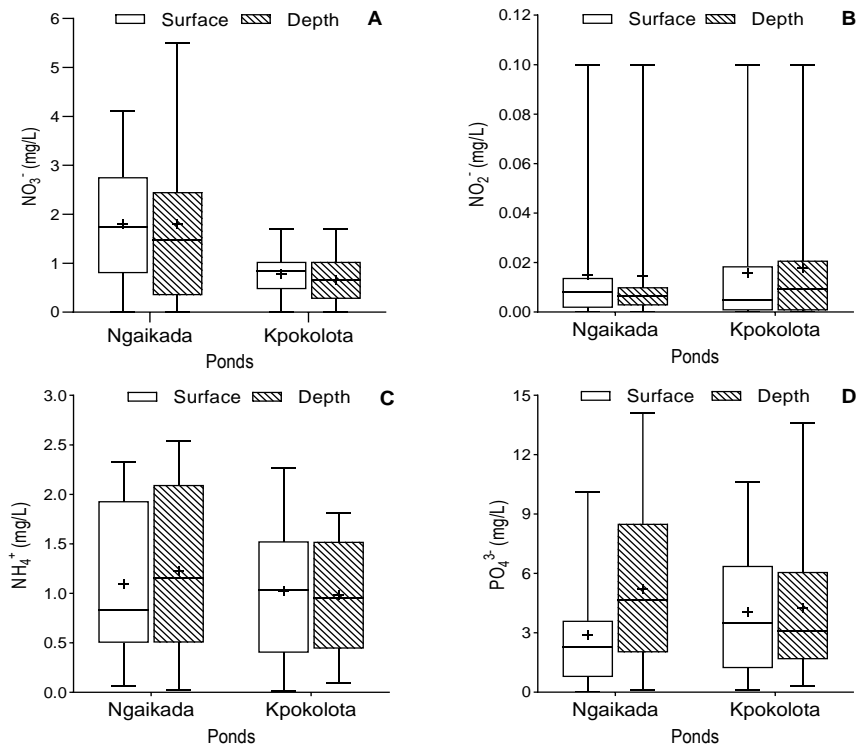 Surface Depth A
6
5
4
3
2
1
0
NO₃⁻ (mg/L)
Ngaikada Kpokolota
Ponds
Surface Depth B
0.12
0.10
0.08
0.06
0.04
0.02
0.00
NO₂⁻ (mg/L)
Ngaikada Kpokolota
Ponds
Surface Depth C
3.0
2.5
2.0
1.5
1.0
0.5
0.0
NH₄⁺ (mg/L)
Ngaikada Kpokolota
Ponds
Surface Depth D
15
12
9
6
3
0
PO₄³⁻ (mg/L)
Ngaikada Kpokolota
Ponds